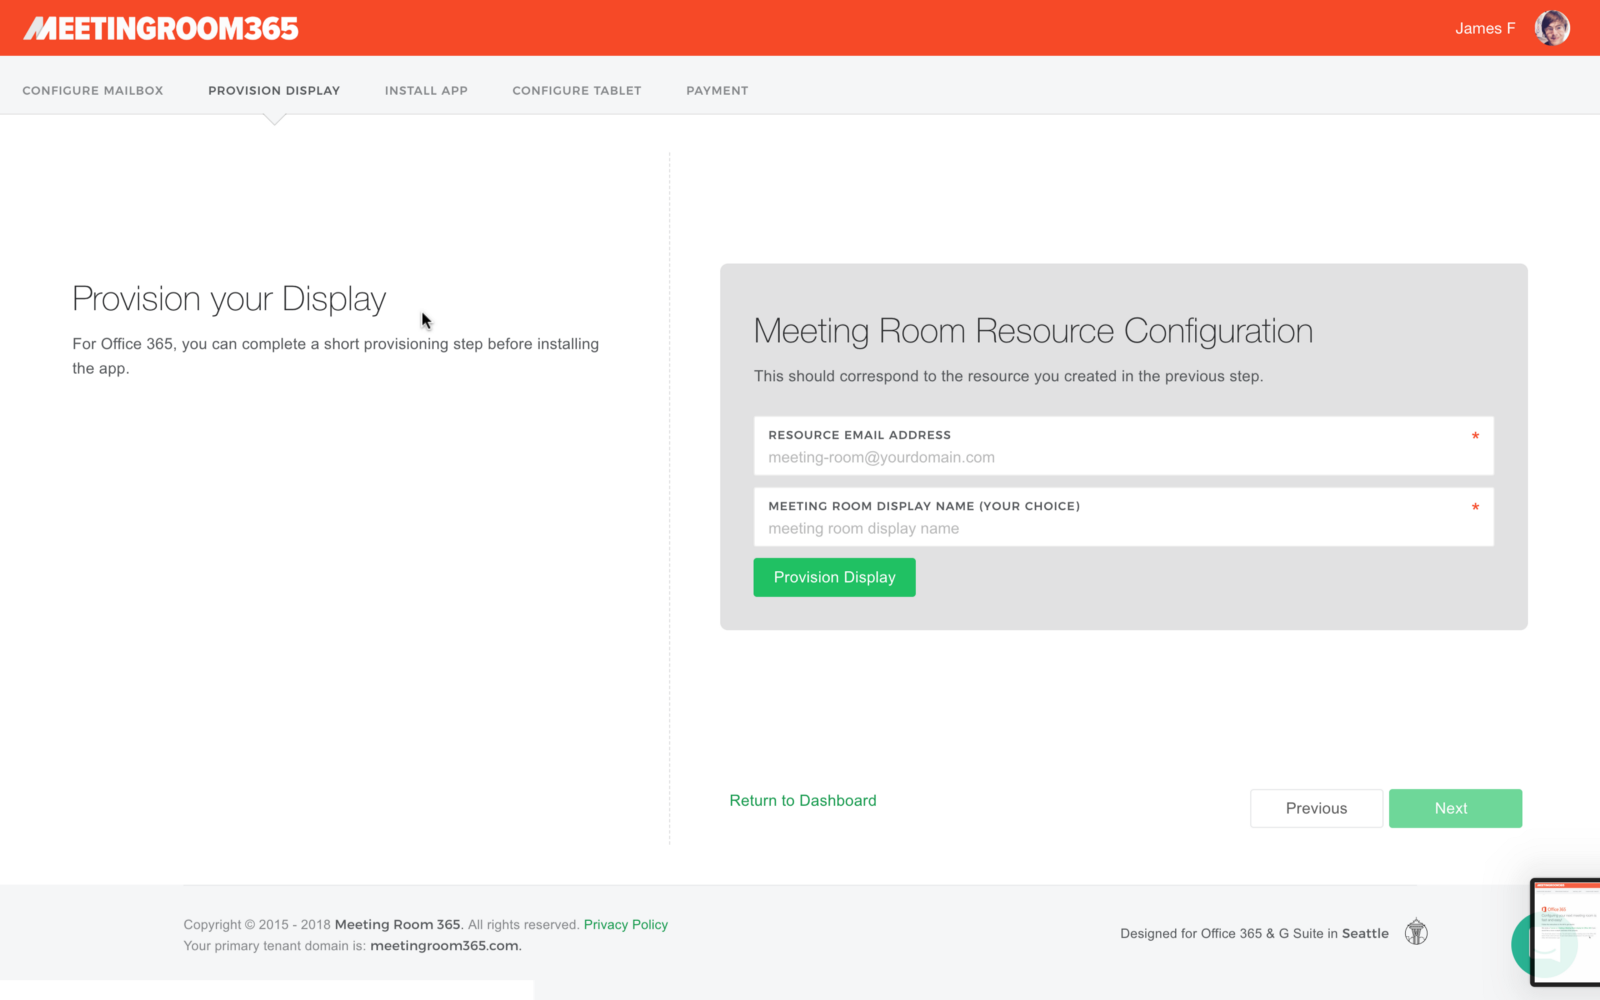 MEETINGROOM365
James F
CONFIGURE MAILBOX
PROVISION DISPLAY
INSTALL APP
CONFIGURE TABLET
PAYMENT
Provision your Display
For Office 365, you can complete a short provisioning step before installing
the app.
Meeting Room Resource Configuration
This should correspond to the resource you created in the previous step.
RESOURCE EMAIL ADDRESS *
meeting-room@yourdomain.com
MEETING ROOM DISPLAY NAME (YOUR CHOICE) *
meeting room display name
Provision Display
Return to Dashboard
Previous
Next
Copyright © 2015 - 2018 Meeting Room 365. All rights reserved. Privacy Policy
Your primary tenant domain is: meetingroom365.com.
Designed for Office 365 & G Suite in Seattle
Office 365